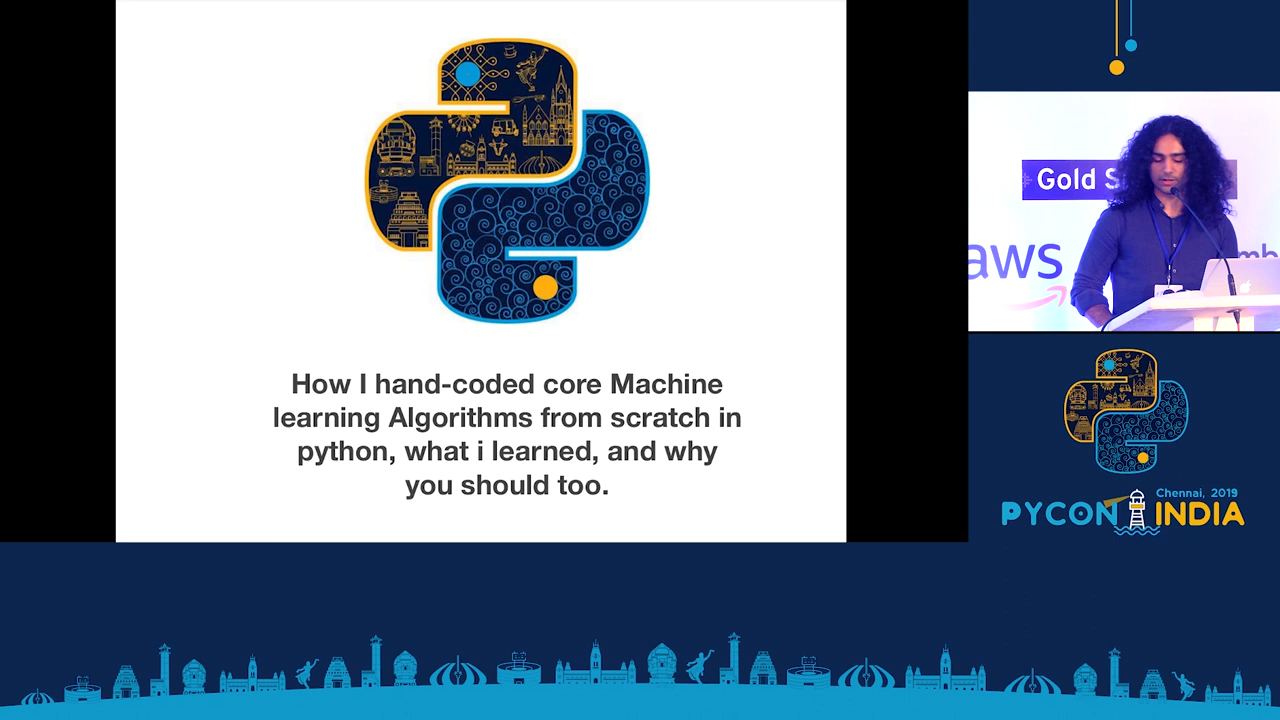 How I hand-coded core Machine
learning Algorithms from scratch in
python, what i learned, and why
you should too.
Gold
aws
Chennai, 2019
PYCON INDIA